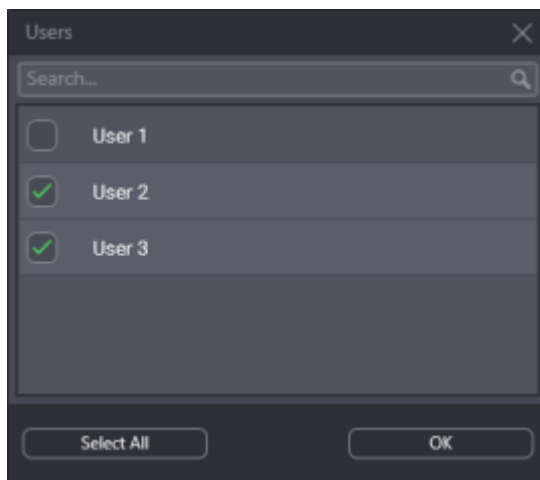 Users
Search...
User 1
User 2
User 3
Select All
OK